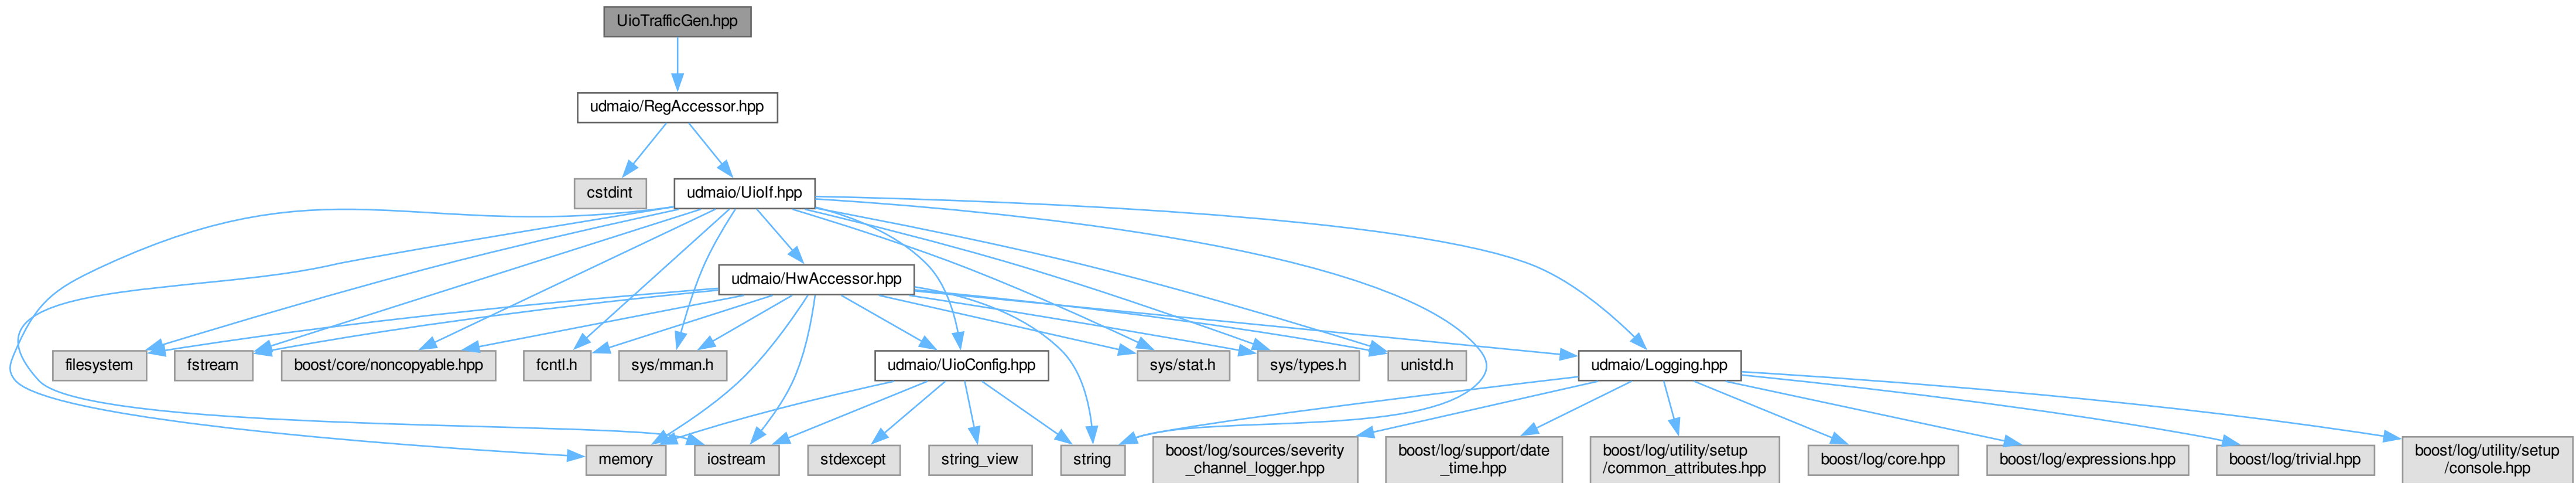 UioTrafficGen.hpp
udmaio/RegAccessor.hpp
cstdint
udmaio/UioIf.hpp
udmaio/HwAccessor.hpp
filesystem
fstream
boost/core/noncopyable.hpp
fcntl.h
sys/mman.h
udmaio/UioConfig.hpp
sys/stat.h
sys/types.h
unistd.h
udmaio/Logging.hpp
memory
iostream
stdexcept
string_view
string
boost/log/sources/severity
_channel_logger.hpp
boost/log/support/date
_time.hpp
boost/log/utility/setup
/common_attributes.hpp
boost/log/core.hpp
boost/log/expressions.hpp
boost/log/trivial.hpp
boost/log/utility/setup
/console.hpp